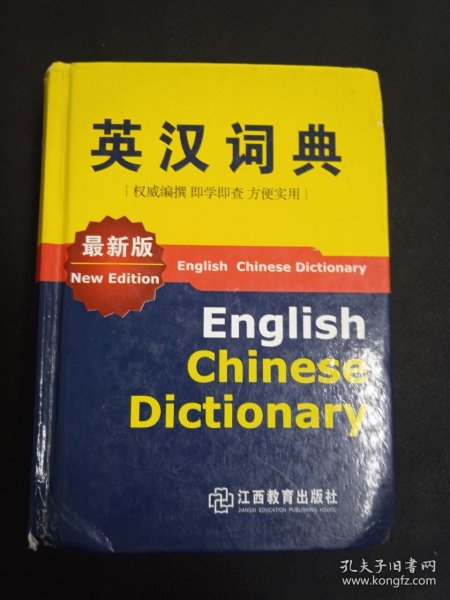 英汉词典
| 权威编撰 即学即查 方便实用 |
最新版
New Edition
English Chinese Dictionary
English
Chinese
Dictionary
江西教育出版社
JIANGXI EDUCATION PUBLISHING HOUSE
孔夫子旧书网
www.kongfz.com